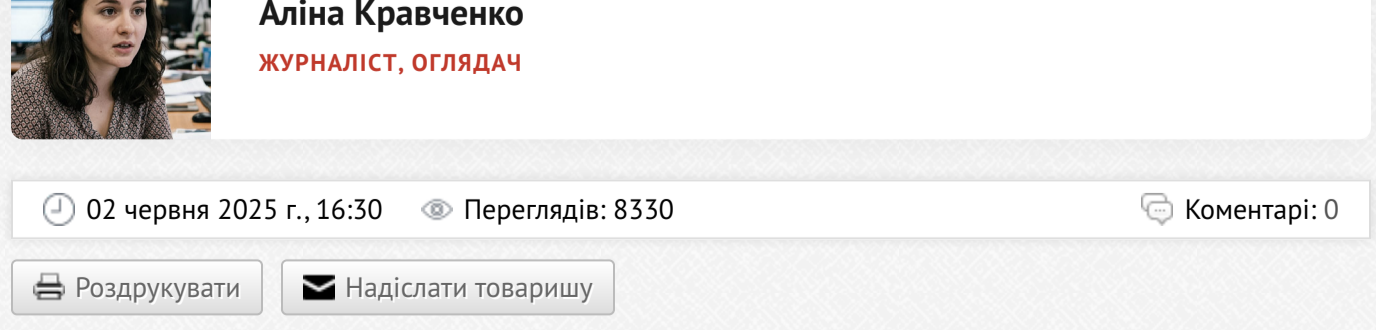 Аліна Кравченко
ЖУРНАЛІСТ, ОГЛЯДАЧ
02 червня 2025 г., 16:30 Переглядів: 8330 Коментарі: 0
Роздрукувати Надіслати товаришу